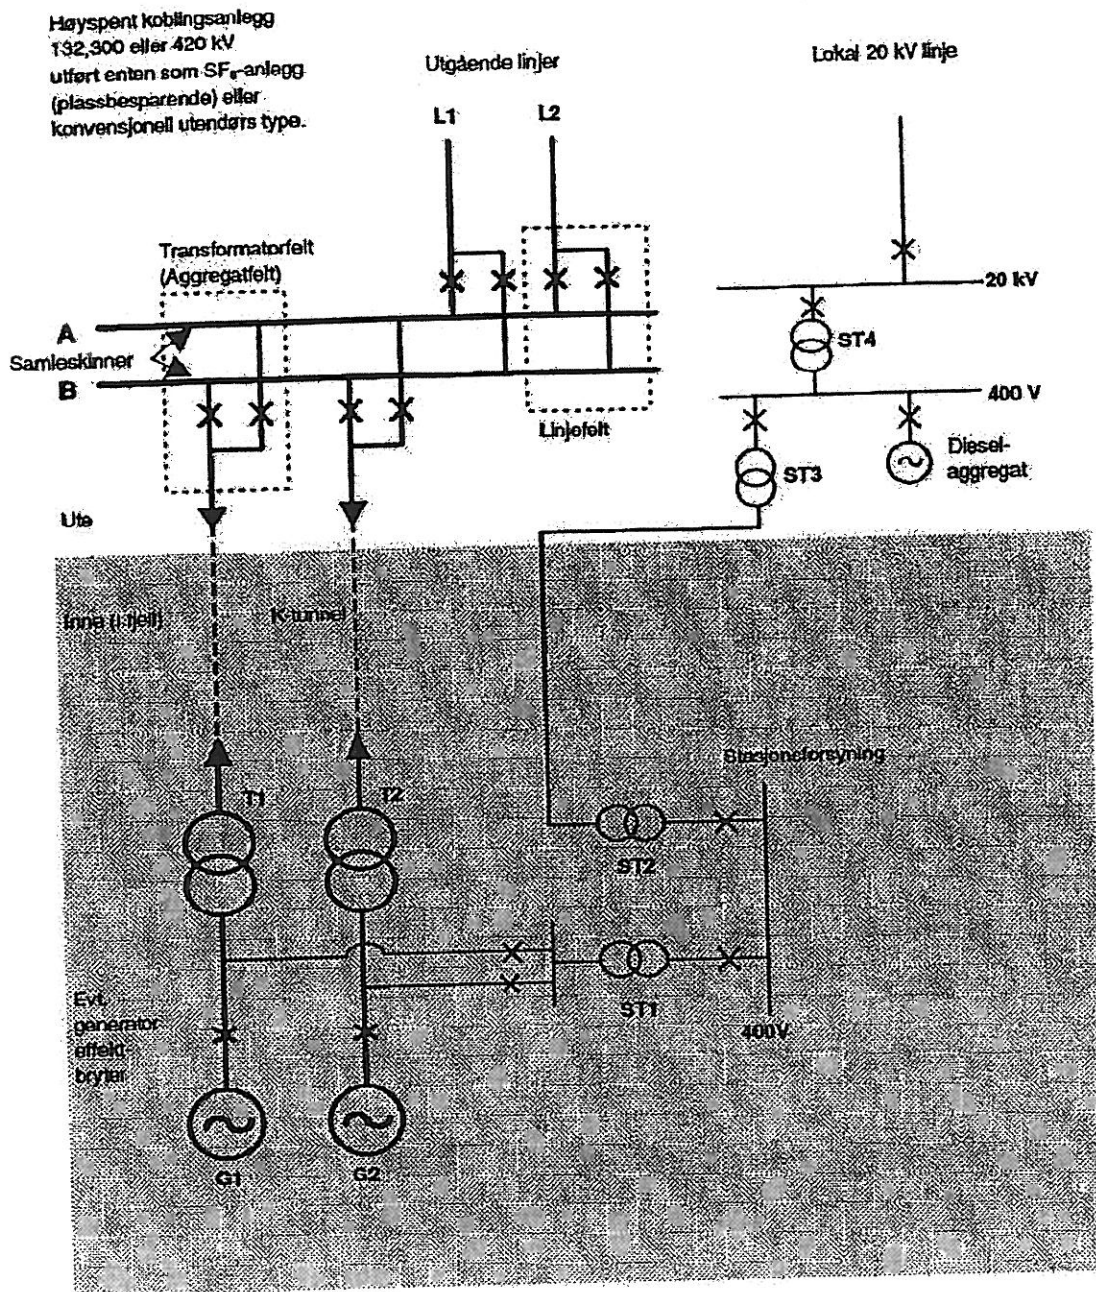 Høyspent koblingsanlegg
132,300 eller 420 kV
utført enten som SF₆-anlegg
(plassbesparende) eller
konvensjonell utendørs type.
Utgående linjer
Lokal 20 kV linje
L1
L2
Transformatorfelt
(Aggregatfelt)
20 kV
A
ST4
Samleskinner
B
400 V
Linjefelt
ST3
Diesel-
aggregat
Ute
Inne (i fjell)
K-tunnel
Stasjonsforsyning
T1
T2
ST2
ST1
Evt.
generator
effekt-
bryter
400V
G1
G2